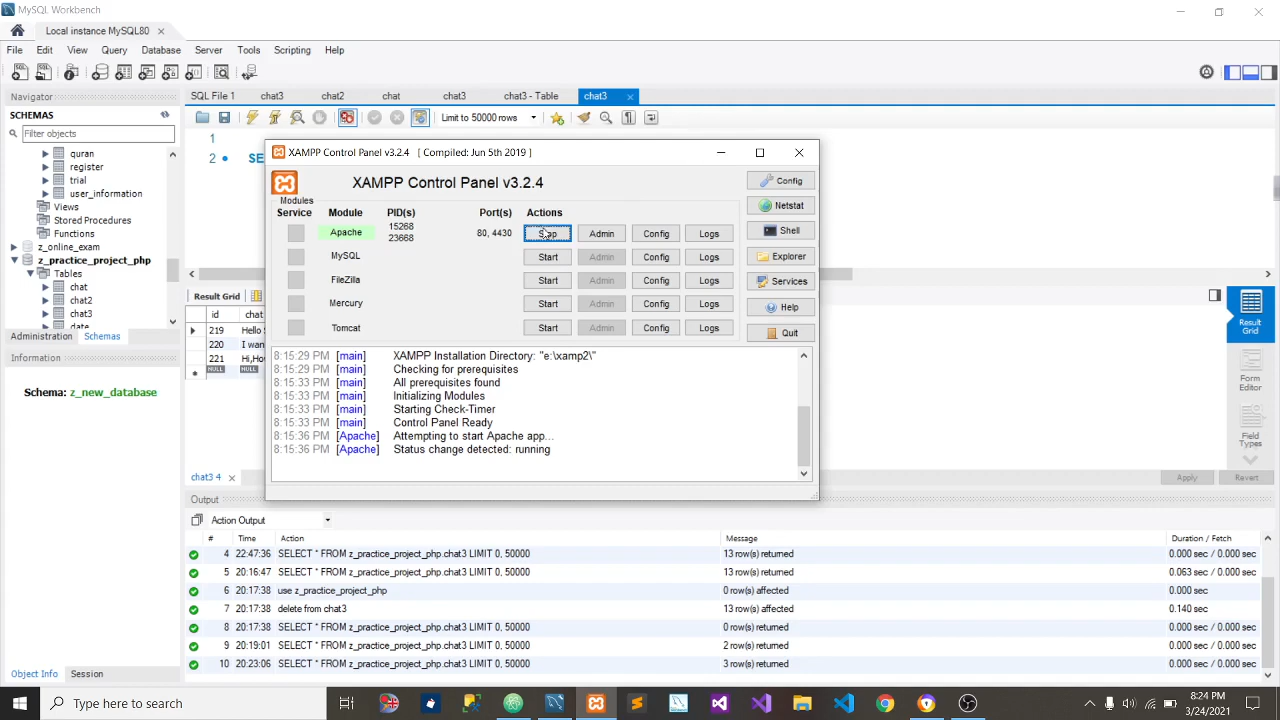 MySQL Workbench
Local instance MySQL80
File Edit View Query Database Server Tools Scripting Help
Navigator
SQL File 1 chat3 chat2 chat chat3 chat3 - Table chat3
SCHEMAS
Filter objects
Limit to 50000 rows
quran
register
trial
user_information
Views
Stored Procedures
Functions
z_online_exam
z_practice_project_php
Tables
chat
chat2
chat3
date
Administration Schemas
Information
Schema: z_new_database
Object Info Session
1
2 SE
XAMPP Control Panel v3.2.4 [ Compiled: Jun 5th 2019 ]
XAMPP Control Panel v3.2.4
Config
Modules
Service Module PID(s) Port(s) Actions
Netstat
Apache 15268 23668 80, 4430 Stop Admin Config Logs
Shell
MySQL Start Admin Config Logs
Explorer
FileZilla Start Admin Config Logs
Services
Mercury Start Admin Config Logs
Help
Tomcat Start Admin Config Logs
Quit
8:15:29 PM [main] XAMPP Installation Directory: "e:\xamp2\"
8:15:29 PM [main] Checking for prerequisites
8:15:33 PM [main] All prerequisites found
8:15:33 PM [main] Initializing Modules
8:15:33 PM [main] Starting Check-Timer
8:15:33 PM [main] Control Panel Ready
8:15:36 PM [Apache] Attempting to start Apache app...
8:15:36 PM [Apache] Status change detected: running
Result Grid
id chat
219 Hello
220 I wan
221 Hi,Ho
NULL NULL
Result Grid
Form Editor
Field Types
chat3 4
Apply Revert
Output
Action Output
# Time Action Message Duration / Fetch
4 22:47:36 SELECT * FROM z_practice_project_php.chat3 LIMIT 0, 50000 13 row(s) returned 0.000 sec / 0.000 sec
5 20:16:47 SELECT * FROM z_practice_project_php.chat3 LIMIT 0, 50000 13 row(s) returned 0.063 sec / 0.000 sec
6 20:17:38 use z_practice_project_php 0 row(s) affected 0.000 sec
7 20:17:38 delete from chat3 13 row(s) affected 0.140 sec
8 20:17:38 SELECT * FROM z_practice_project_php.chat3 LIMIT 0, 50000 0 row(s) returned 0.000 sec / 0.000 sec
9 20:19:01 SELECT * FROM z_practice_project_php.chat3 LIMIT 0, 50000 2 row(s) returned 0.000 sec / 0.000 sec
10 20:23:06 SELECT * FROM z_practice_project_php.chat3 LIMIT 0, 50000 3 row(s) returned 0.000 sec / 0.000 sec
Type here to search
8:24 PM
3/24/2021